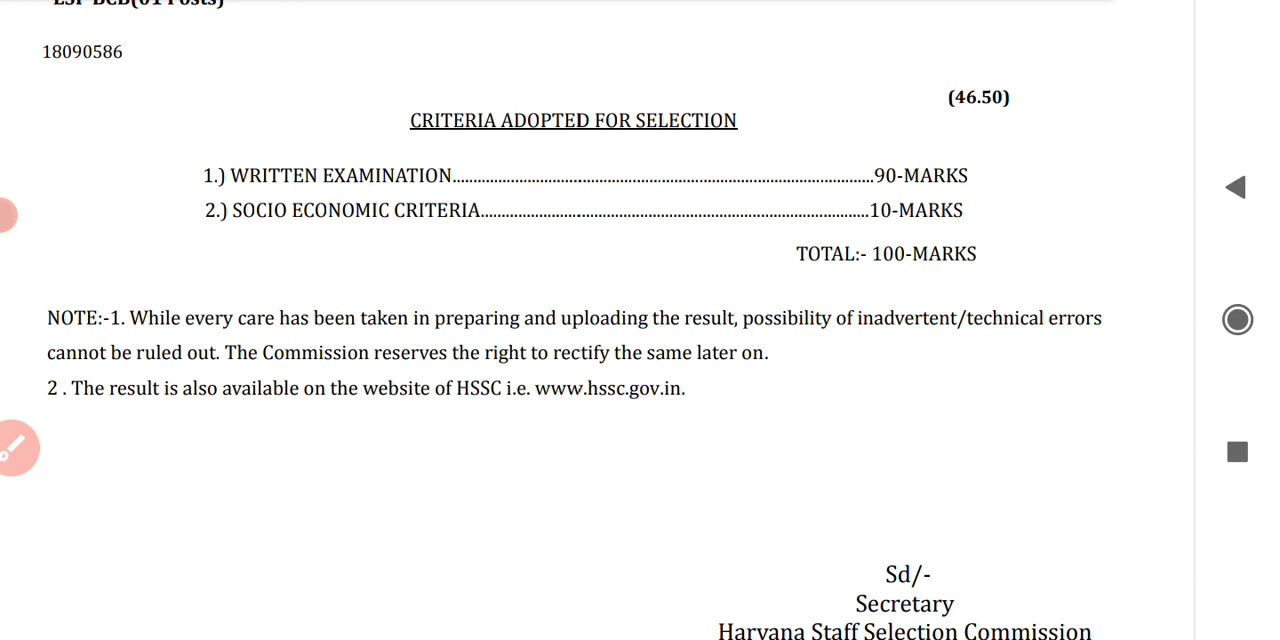 ESP BCB(01 Posts)
18090586
(46.50)
CRITERIA ADOPTED FOR SELECTION
1.) WRITTEN EXAMINATION....................................................................................................90-MARKS
2.) SOCIO ECONOMIC CRITERIA............................................................................................10-MARKS
TOTAL:- 100-MARKS
NOTE:-1. While every care has been taken in preparing and uploading the result, possibility of inadvertent/technical errors
cannot be ruled out. The Commission reserves the right to rectify the same later on.
2 . The result is also available on the website of HSSC i.e. www.hssc.gov.in.
Sd/-
Secretary
Haryana Staff Selection Commission